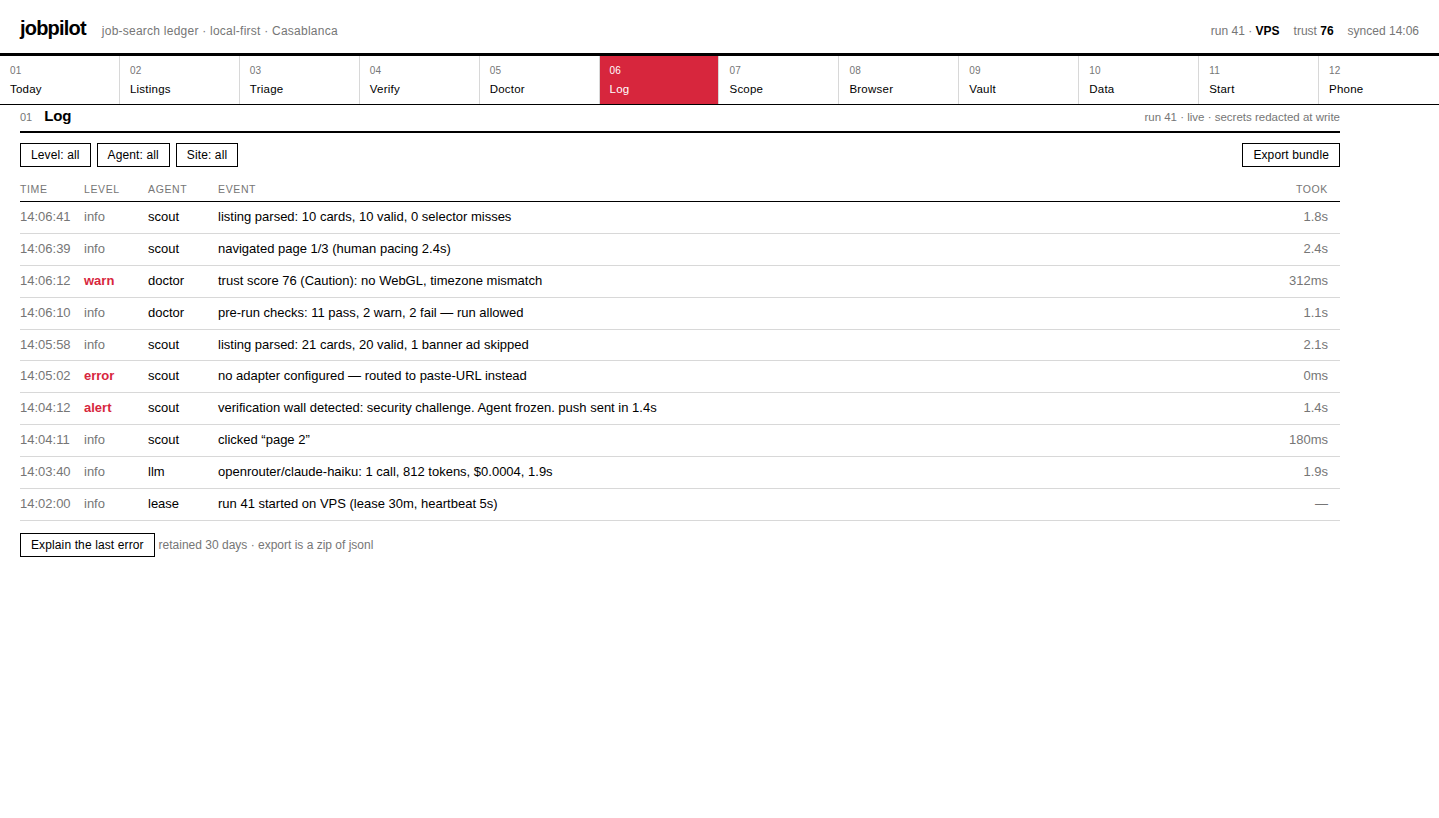 jobpilot job-search ledger · local-first · Casablanca run 41 · VPS trust 76 synced 14:06
01 02 03 04 05 06 07 08 09 10 11 12
Today Listings Triage Verify Doctor Log Scope Browser Vault Data Start Phone
01 Log run 41 · live · secrets redacted at write
Level: all Agent: all Site: all Export bundle
TIME LEVEL AGENT EVENT TOOK
14:06:41 info scout listing parsed: 10 cards, 10 valid, 0 selector misses 1.8s
14:06:39 info scout navigated page 1/3 (human pacing 2.4s) 2.4s
14:06:12 warn doctor trust score 76 (Caution): no WebGL, timezone mismatch 312ms
14:06:10 info doctor pre-run checks: 11 pass, 2 warn, 2 fail — run allowed 1.1s
14:05:58 info scout listing parsed: 21 cards, 20 valid, 1 banner ad skipped 2.1s
14:05:02 error scout no adapter configured — routed to paste-URL instead 0ms
14:04:12 alert scout verification wall detected: security challenge. Agent frozen. push sent in 1.4s 1.4s
14:04:11 info scout clicked “page 2” 180ms
14:03:40 info llm openrouter/claude-haiku: 1 call, 812 tokens, $0.0004, 1.9s 1.9s
14:02:00 info lease run 41 started on VPS (lease 30m, heartbeat 5s) —
Explain the last error retained 30 days · export is a zip of jsonl